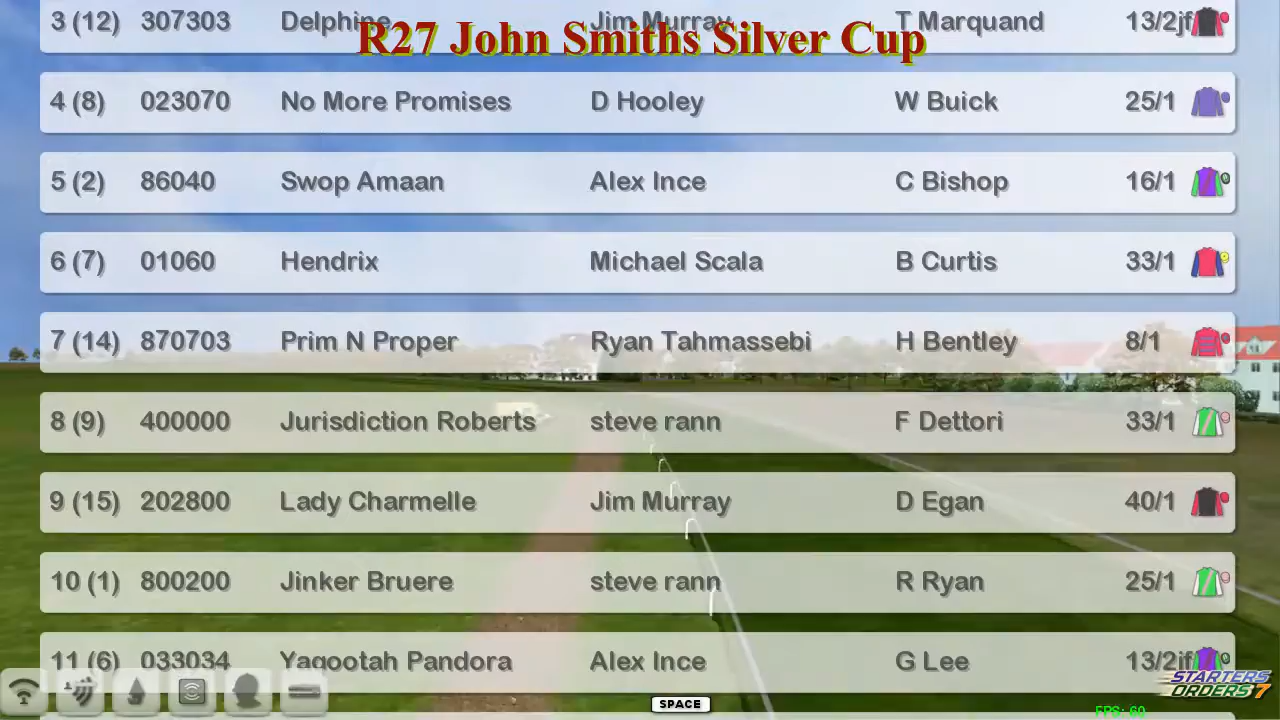 3 (12) 307303 Delphine Jim Murray T Marquand 13/2jf
R27 John Smiths Silver Cup
4 (8) 023070 No More Promises D Hooley W Buick 25/1
5 (2) 86040 Swop Amaan Alex Ince C Bishop 16/1
6 (7) 01060 Hendrix Michael Scala B Curtis 33/1
7 (14) 870703 Prim N Proper Ryan Tahmassebi H Bentley 8/1
8 (9) 400000 Jurisdiction Roberts steve rann F Dettori 33/1
9 (15) 202800 Lady Charmelle Jim Murray D Egan 40/1
10 (1) 800200 Jinker Bruere steve rann R Ryan 25/1
11 (6) 033034 Yaqootah Pandora Alex Ince G Lee 13/2jf
STARTERS
ORDERS 7
SPACE
FPS: 60